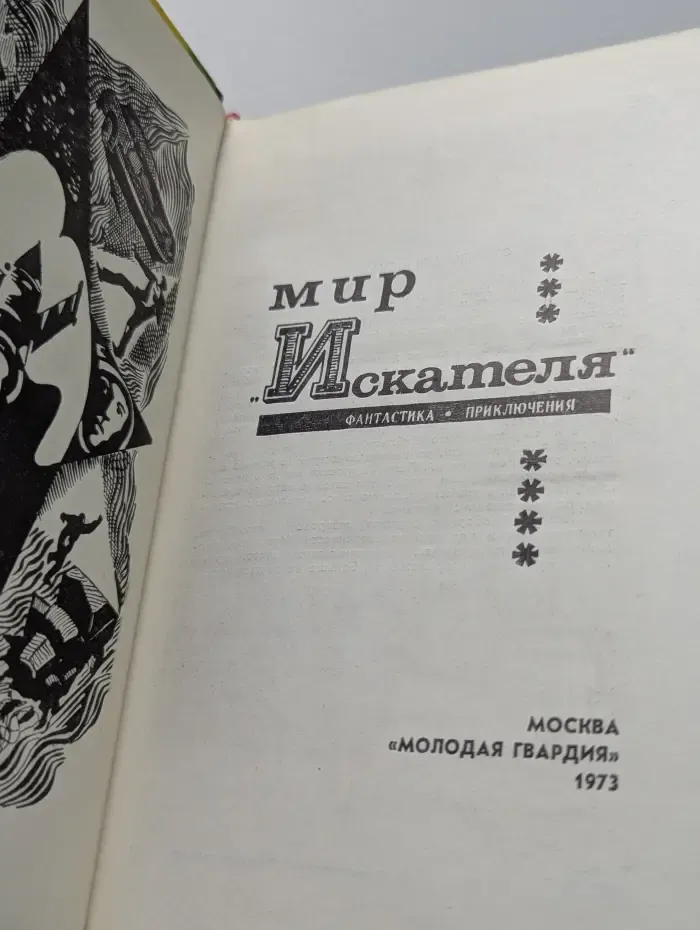 мир
„Искателя“
ФАНТАСТИКА • ПРИКЛЮЧЕНИЯ
МОСКВА
«МОЛОДАЯ ГВАРДИЯ»
1973